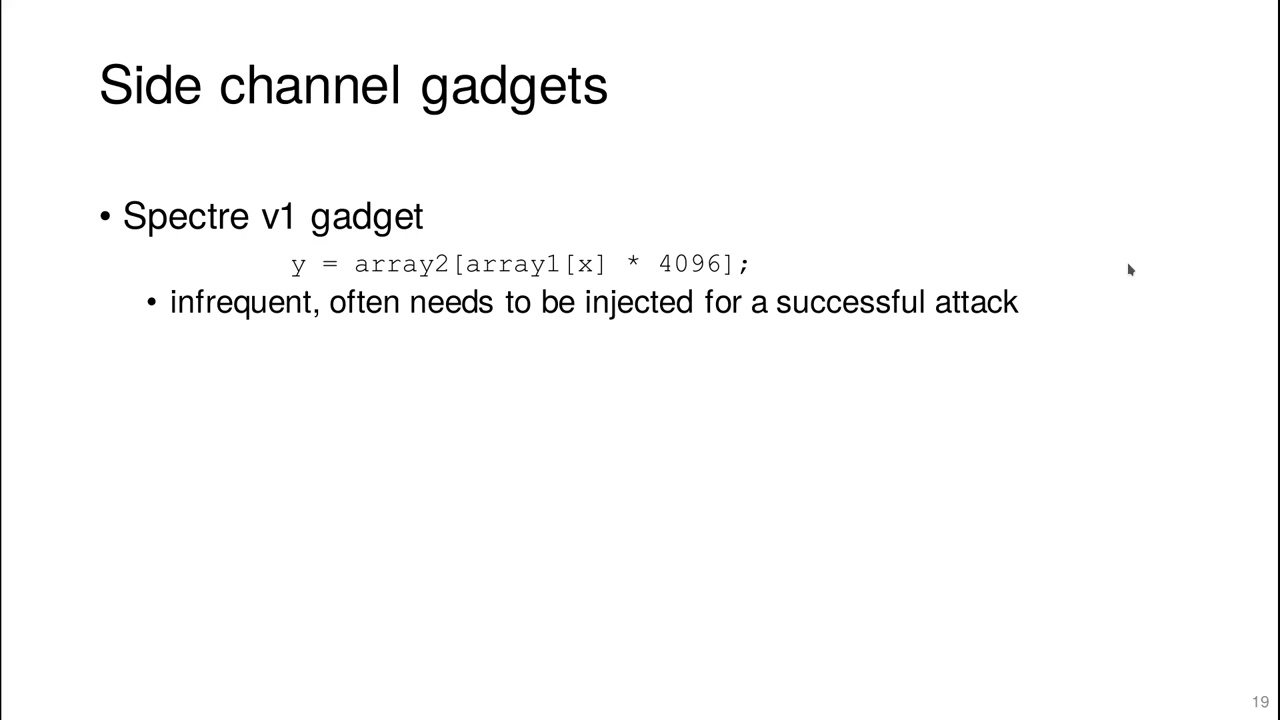 Side channel gadgets
• Spectre v1 gadget
y = array2[array1[x] * 4096];
• infrequent, often needs to be injected for a successful attack
19